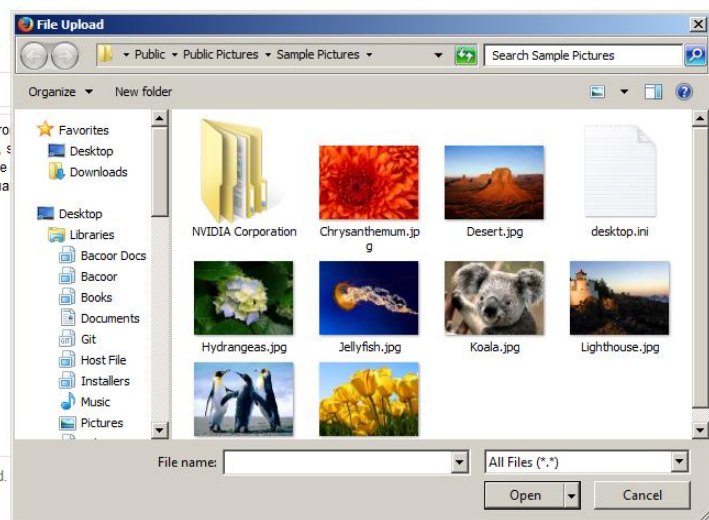 File Upload
Public
Public Pictures
Sample Pictures
Search Sample Pictures
Organize
New folder
Favorites
Desktop
Downloads
Desktop
Libraries
Bacoor Docs
Bacoor
Books
Documents
Git
GIT
Host File
Installers
Music
Pictures
NVIDIA Corporation
Chrysanthemum.jp
g
Desert.jpg
desktop.ini
Hydrangeas.jpg
Jellyfish.jpg
Koala.jpg
Lighthouse.jpg
File name:
All Files (*.*)
Open
Cancel